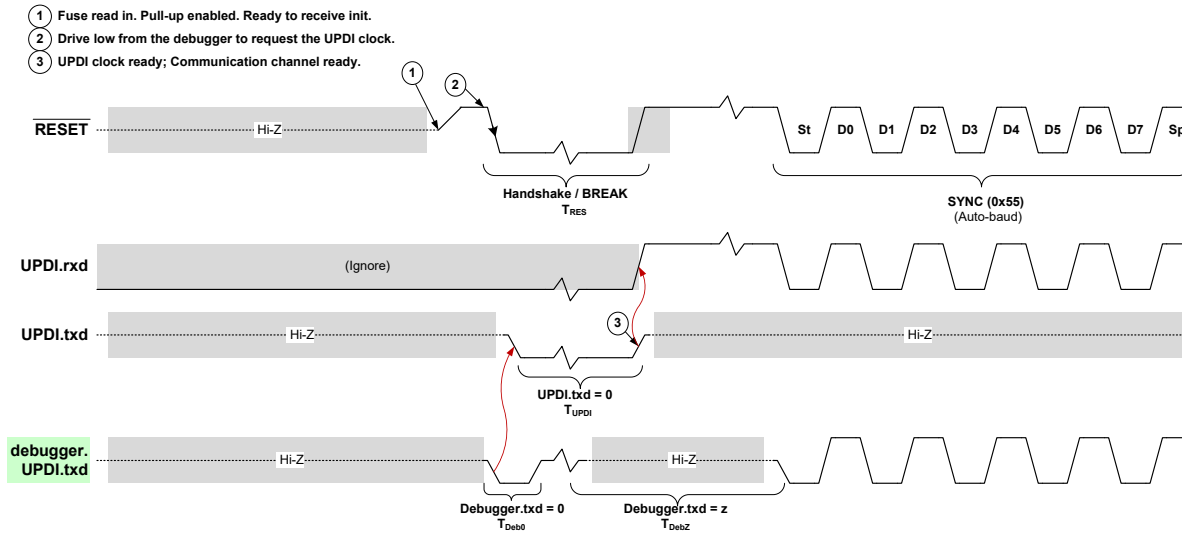 1 Fuse read in. Pull-up enabled. Ready to receive init.
2 Drive low from the debugger to request the UPDI clock.
3 UPDI clock ready; Communication channel ready.
1
2
RESET
Hi-Z
St D0 D1 D2 D3 D4 D5 D6 D7 Sp
Handshake / BREAK
TRES
SYNC (0x55)
(Auto-baud)
UPDI.rxd
(Ignore)
UPDI.txd
Hi-Z
3
Hi-Z
UPDI.txd = 0
TUPDI
debugger.
UPDI.txd
Hi-Z
Hi-Z
Debugger.txd = 0
TDeb0
Debugger.txd = z
TDebZ